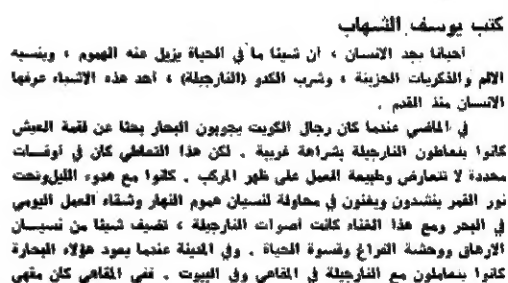 كتب يوسف الشهاب
أحيانا يجد الانسان ، أن شيئا ما في الحياة يزيل عنه الهموم ، وينسيه
الالم والذكريات الحزينة ، وشرب الكدو (النارجيلة) ، أحد هذه الاشياء عرفها
الانسان منذ القدم .
في الماضي عندما كان رجال الكويت يجوبون البحار بحثا عن لقمة العيش
كانوا يتعاطون النارجيلة بشراهة غريبة . لكن هذا التعاطي كان في أوقات
محددة لا تتعارض وطبيعة العمل على ظهر المركب . كانوا مع هدوء الليل وتحت
نور القمر ينشدون ويغنون في محاولة لنسيان هموم النهار وشقاء العمل اليومي
في البحر ومع هذا الغناء كانت أصوات النارجيلة ، تضيف شيئا من نسيان
الارهاق ووحشة الفراغ وقسوة الحياة . وفي المدينة عندما يعود هؤلاء البحارة
كانوا يتعاملون مع النارجيلة في المقاهي وفي البيوت . ففي المقاهي كان مقهى